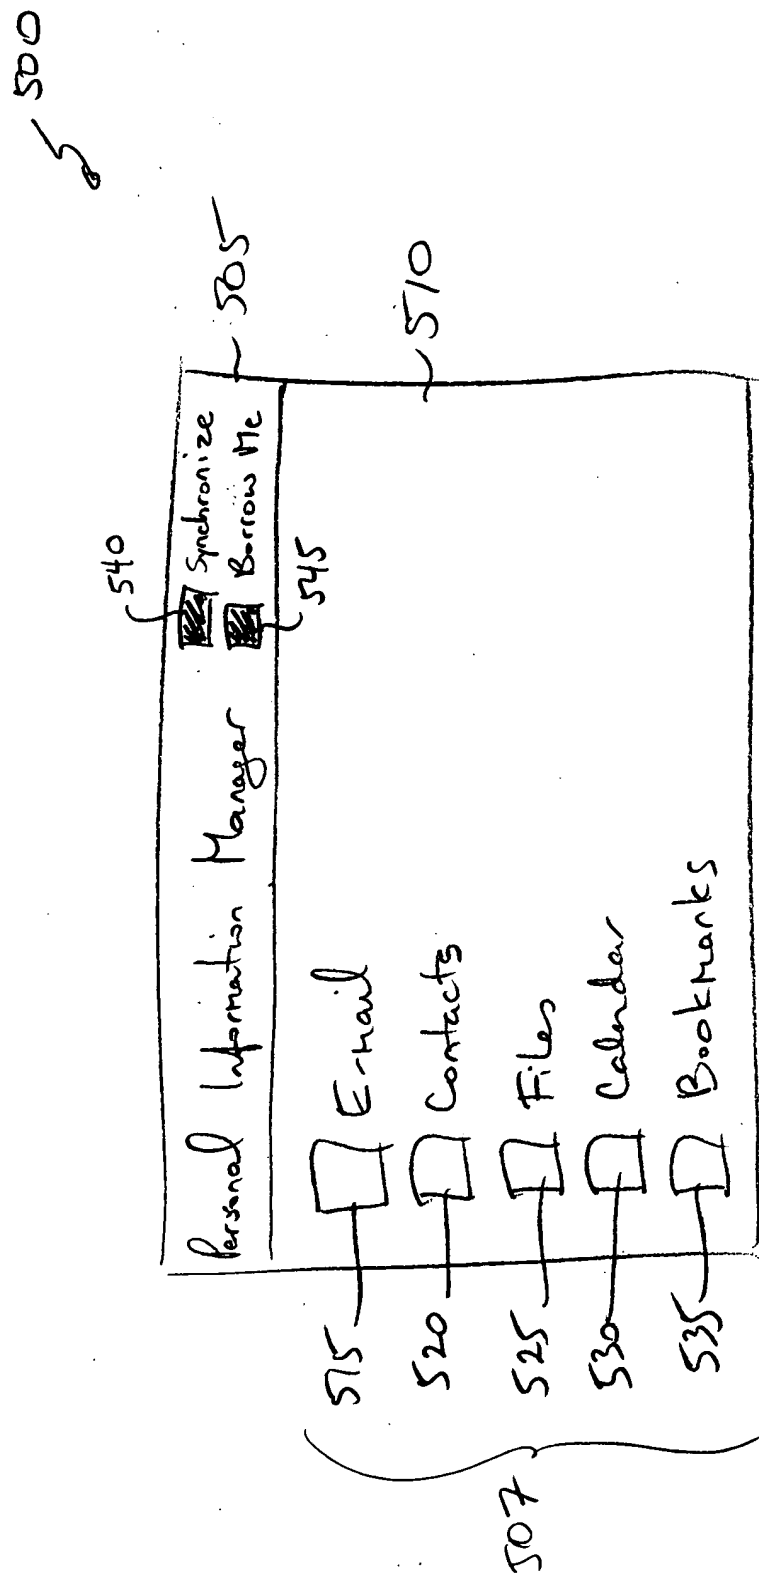 500
540
Personal Information Manager
Synchronize
505
Borrow Me
545
510
515
E-mail
520
Contacts
525
Files
530
Calendar
535
Bookmarks
507